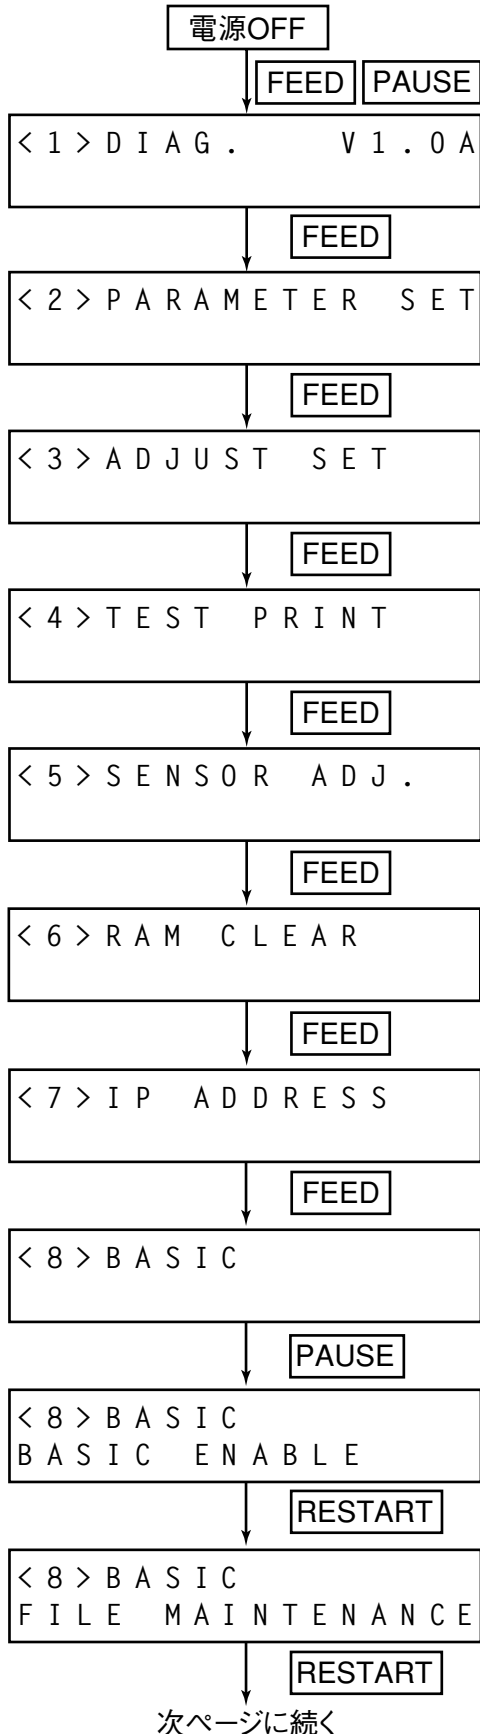 電源OFF
FEED PAUSE
<1>DIAG. V1.0A
FEED
<2>PARAMETER SET
FEED
<3>ADJUST SET
FEED
<4>TEST PRINT
FEED
<5>SENSOR ADJ.
FEED
<6>RAM CLEAR
FEED
<7>IP ADDRESS
FEED
<8>BASIC
PAUSE
<8>BASIC
BASIC ENABLE
RESTART
<8>BASIC
FILE MAINTENANCE
RESTART
次ページに続く